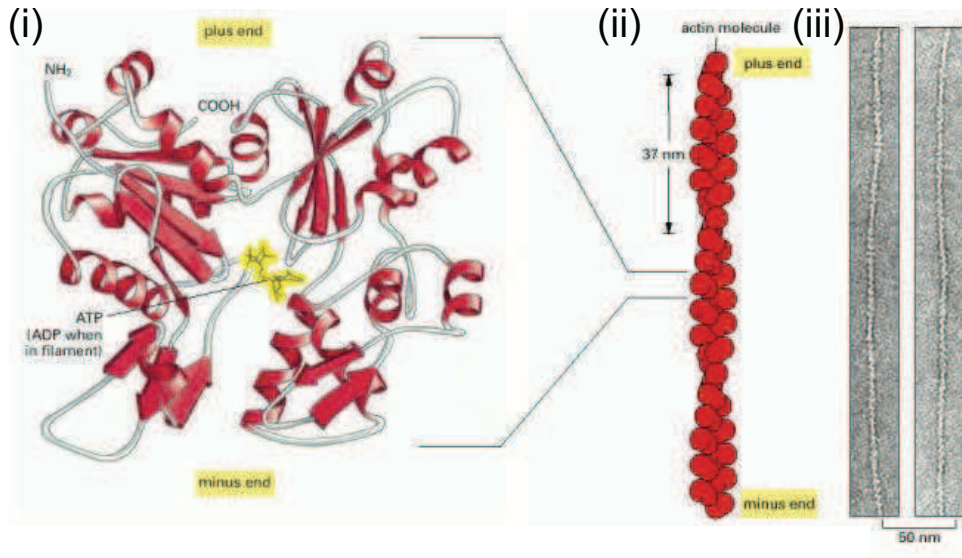 (i)
plus end
NH₂
COOH
ATP
(ADP when
in filament)
minus end
(ii)
actin molecule
plus end
37 nm
minus end
(iii)
50 nm